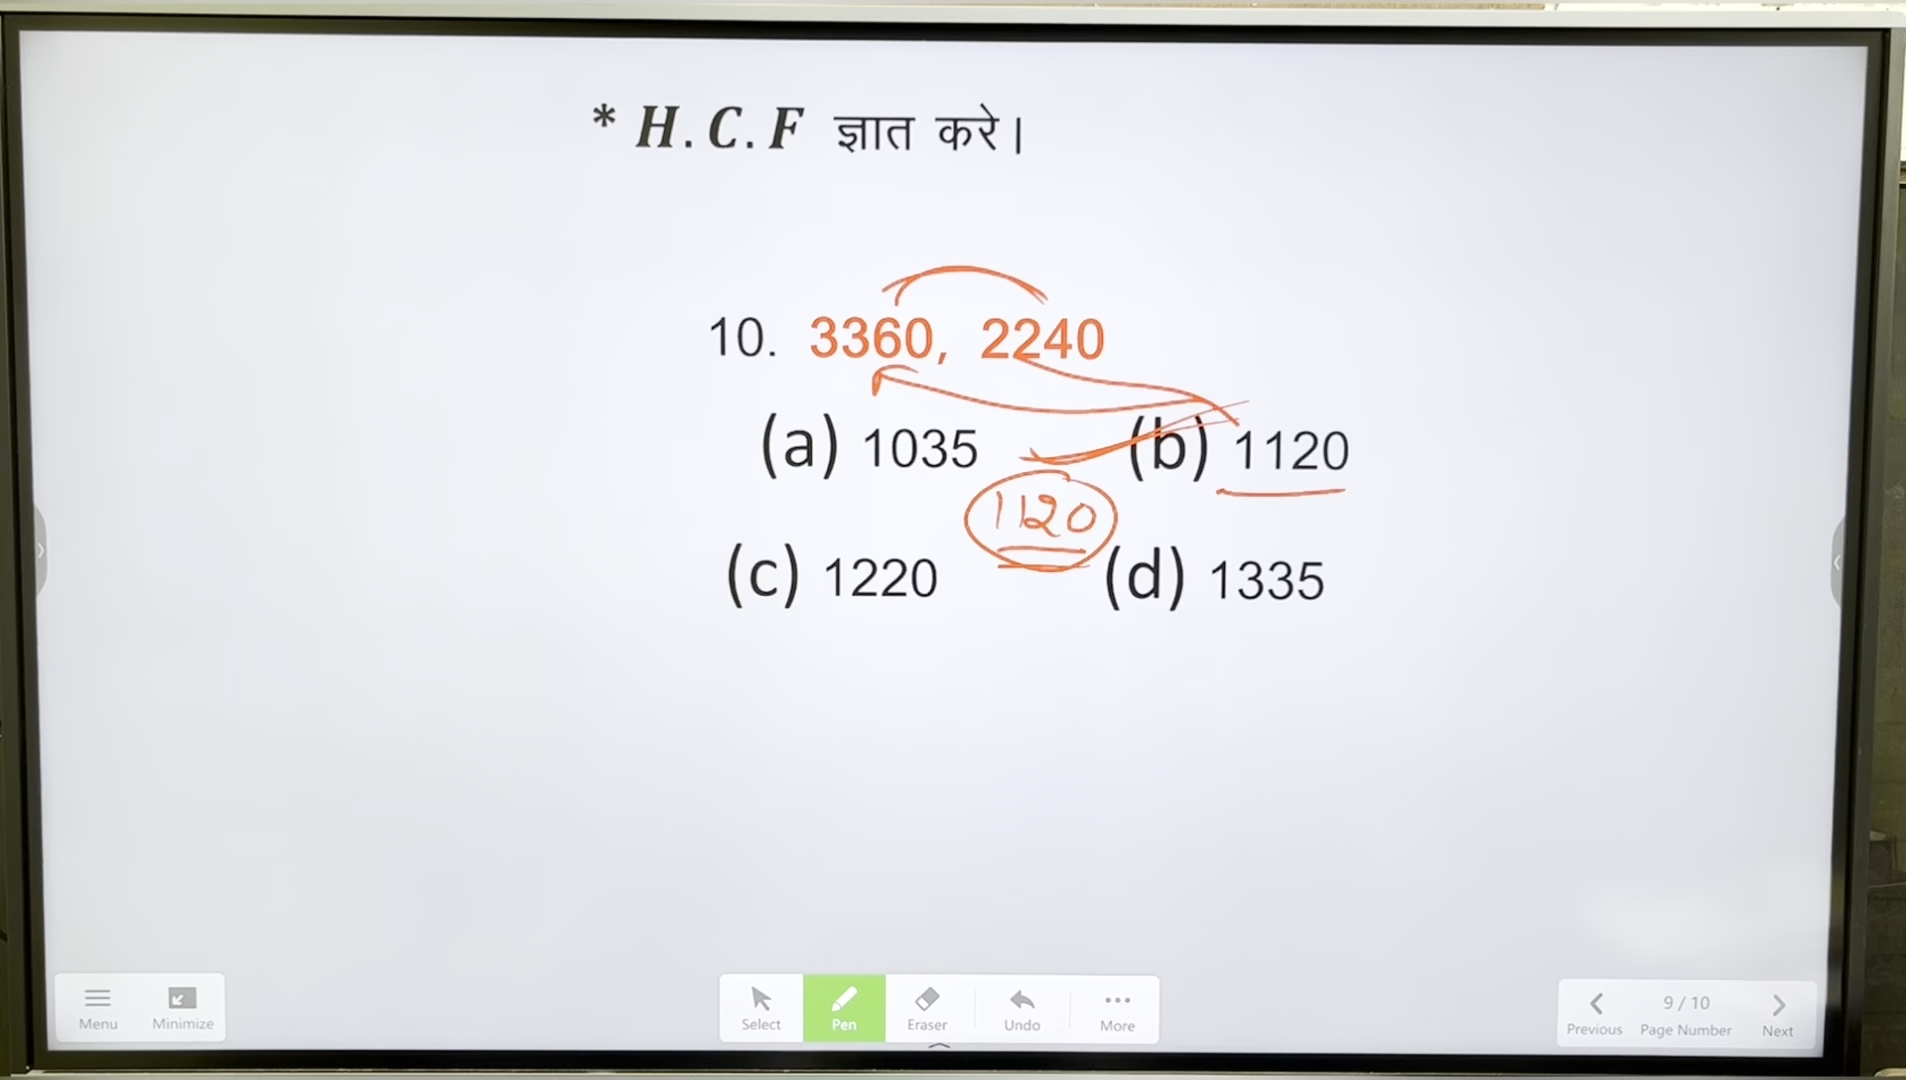 * H.C.F ज्ञात करे।
10. 3360, 2240
(a) 1035 (b) 1120
1120
(c) 1220 (d) 1335
Menu Minimize Select Pen Eraser Undo More Previous 9 / 10 Page Number Next